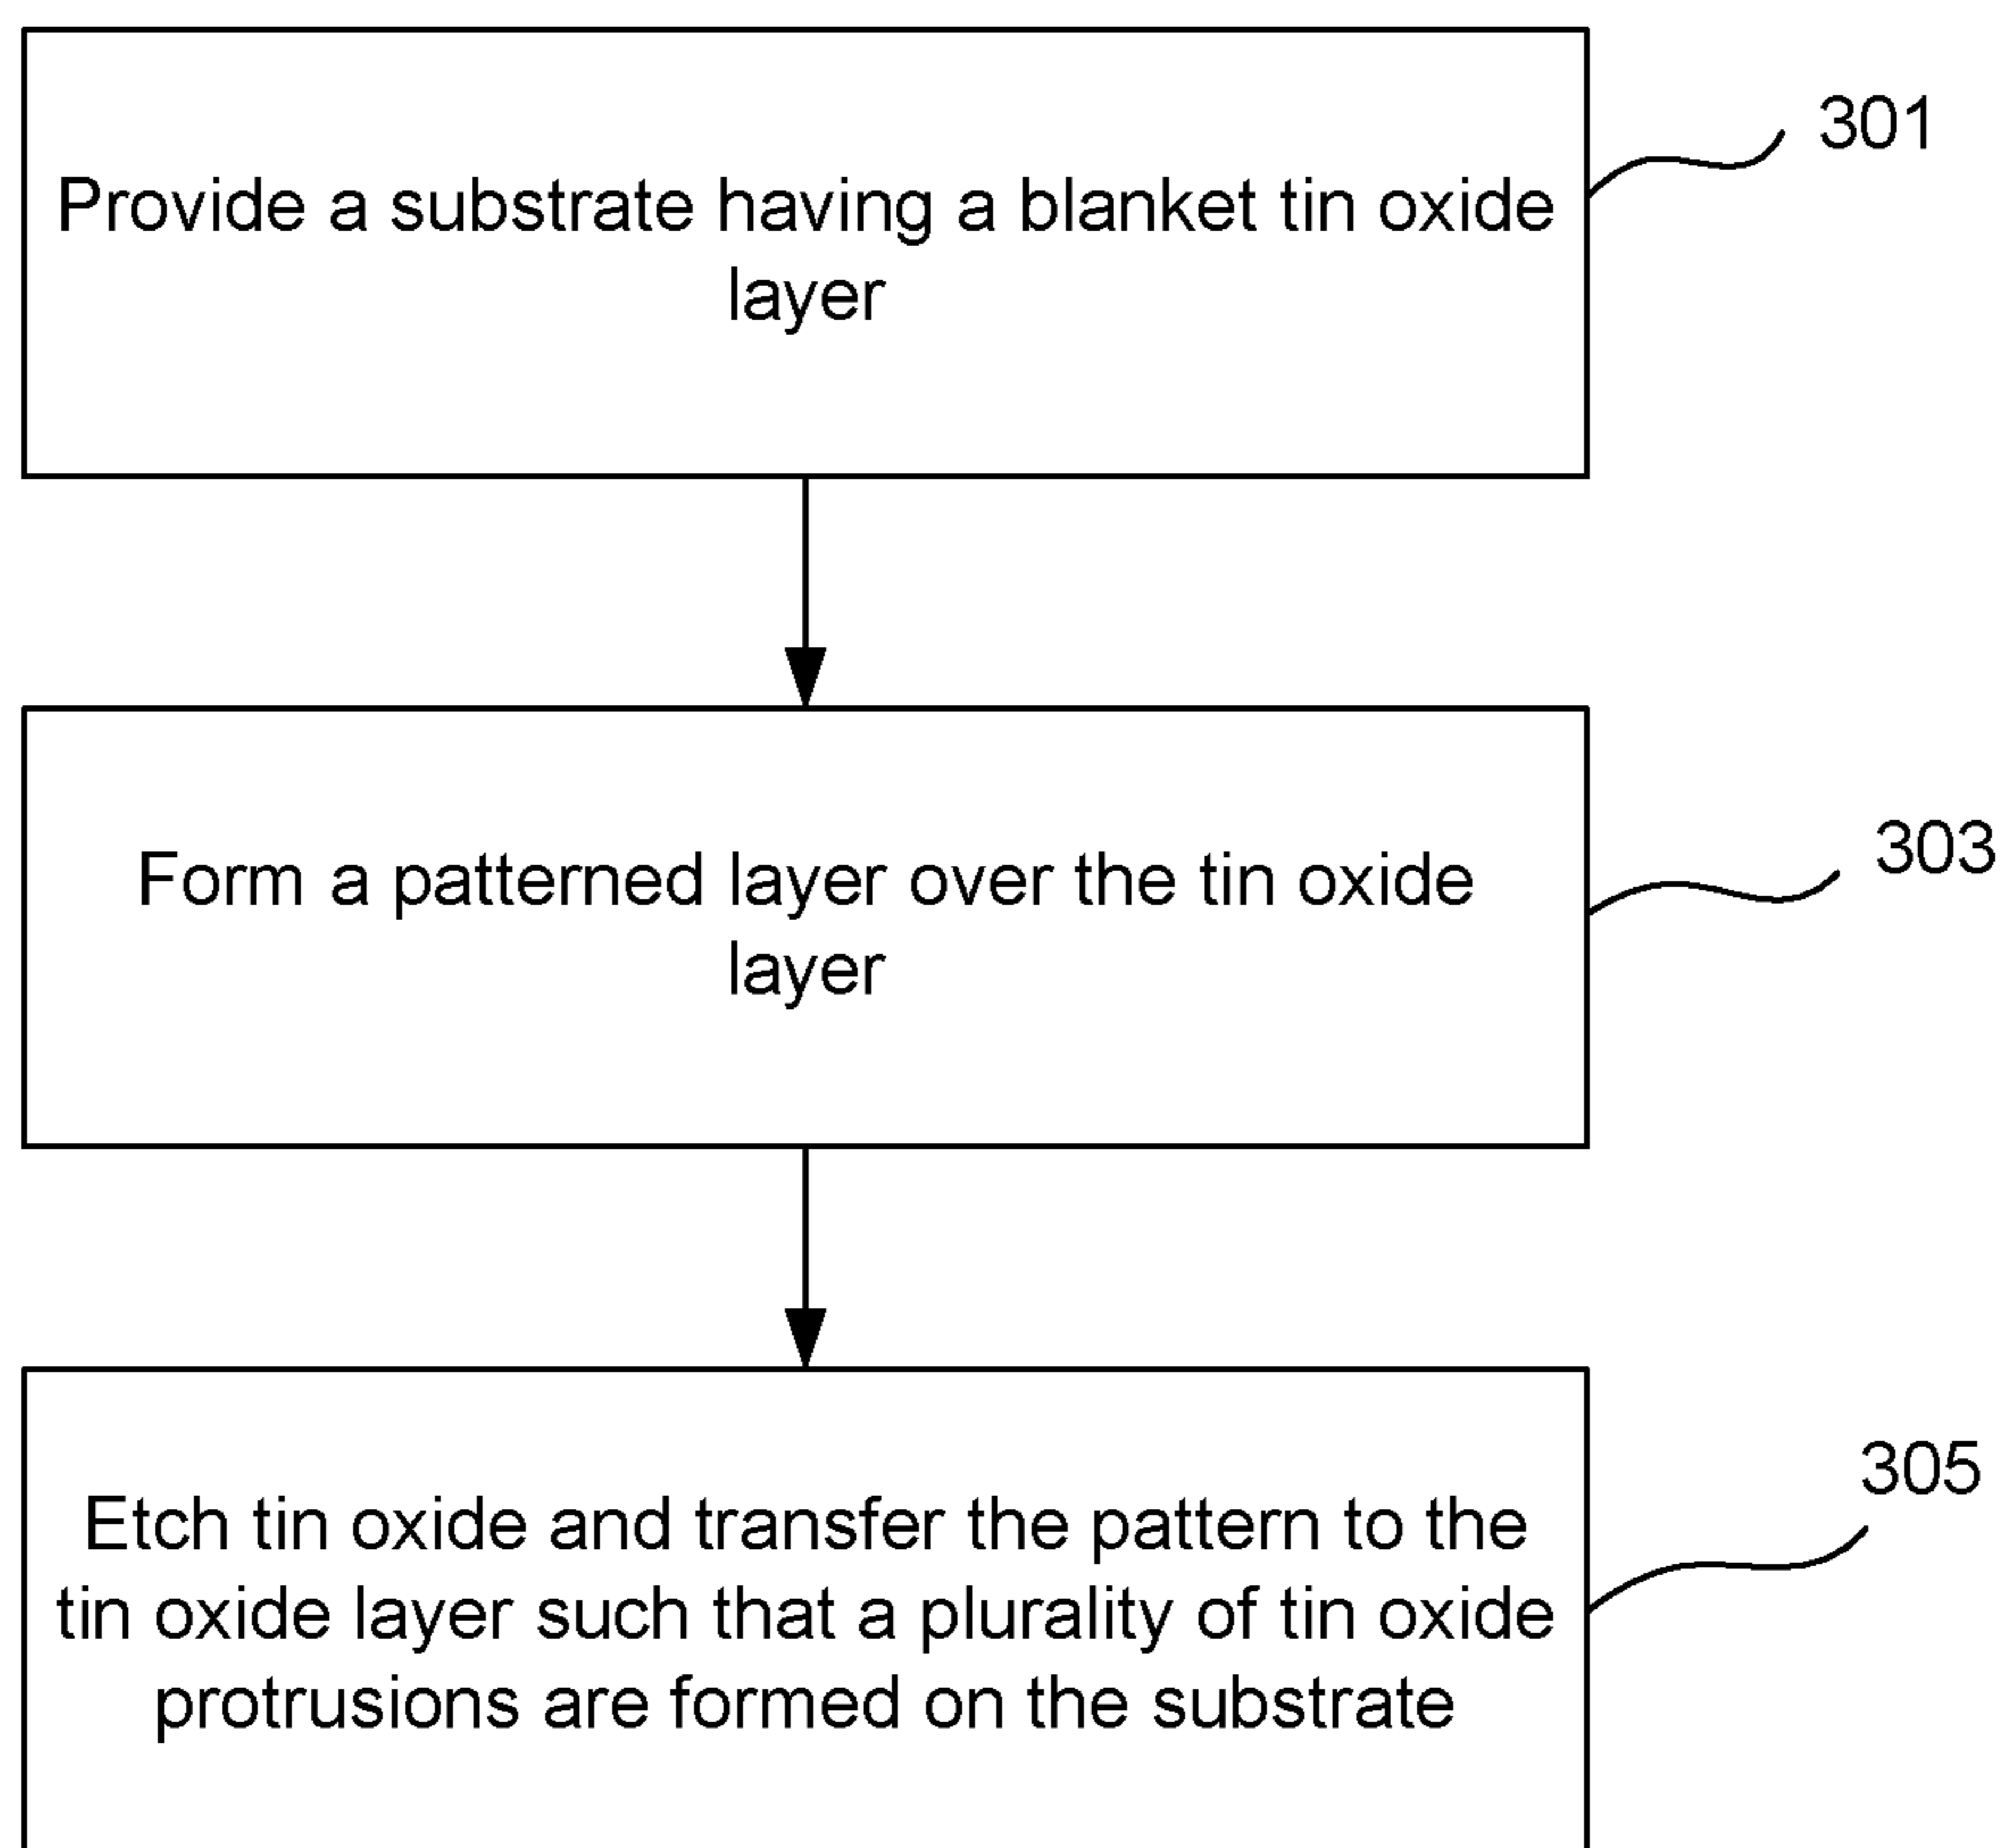 301
Provide a substrate having a blanket tin oxide
layer
303
Form a patterned layer over the tin oxide
layer
305
Etch tin oxide and transfer the pattern to the
tin oxide layer such that a plurality of tin oxide
protrusions are formed on the substrate